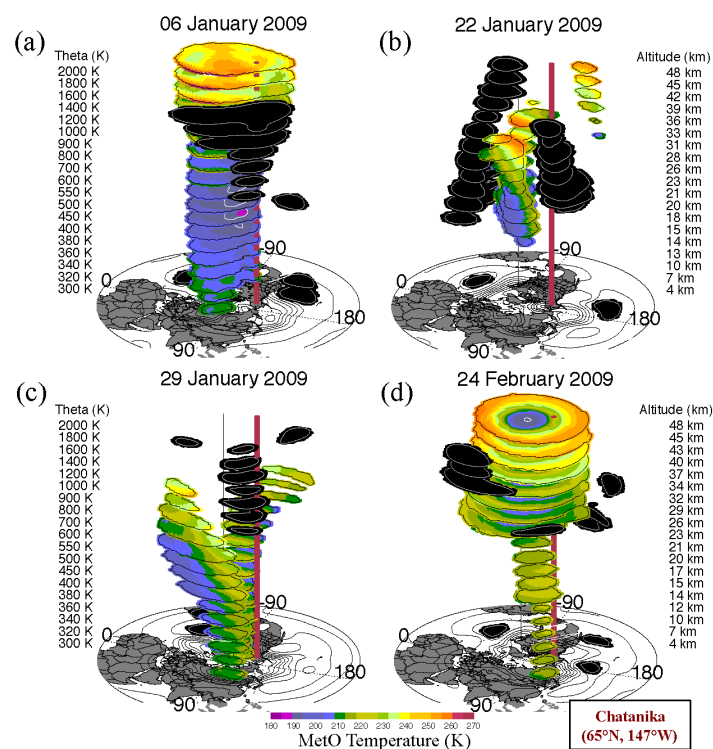 06 January 2009
22 January 2009
(a)
(b)
Theta (K)
2000 K
1800 K
1600 K
1400 K
1200 K
1000 K
900 K
800 K
700 K
600 K
550 K
500 K
450 K
400 K
380 K
360 K
340 K
320 K
300 K
Altitude (km)
48 km
45 km
42 km
39 km
36 km
33 km
31 km
28 km
26 km
23 km
21 km
20 km
18 km
15 km
14 km
13 km
10 km
7 km
4 km
-90
0
180
90
-90
0
180
90
29 January 2009
24 February 2009
(c)
(d)
Theta (K)
2000 K
1800 K
1600 K
1400 K
1200 K
1000 K
900 K
800 K
700 K
600 K
550 K
500 K
450 K
400 K
380 K
360 K
340 K
320 K
300 K
Altitude (km)
48 km
45 km
43 km
40 km
37 km
34 km
32 km
29 km
26 km
23 km
21 km
20 km
17 km
15 km
14 km
12 km
10 km
7 km
4 km
-90
0
180
90
-90
0
180
90
180 190 200 210 220 230 240 250 260 270
MetO Temperature (K)
Chatanika
(65°N, 147°W)